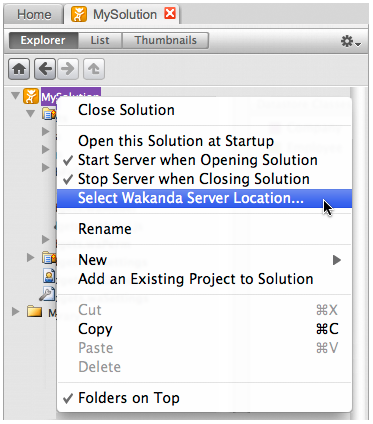 Home MySolution
Explorer List Thumbnails
MySolution
Close Solution
Open this Solution at Startup
✓ Start Server when Opening Solution
✓ Stop Server when Closing Solution
Select Wakanda Server Location...
Rename
New
Add an Existing Project to Solution
Cut ⌘X
Copy ⌘C
Paste ⌘V
Delete
✓ Folders on Top